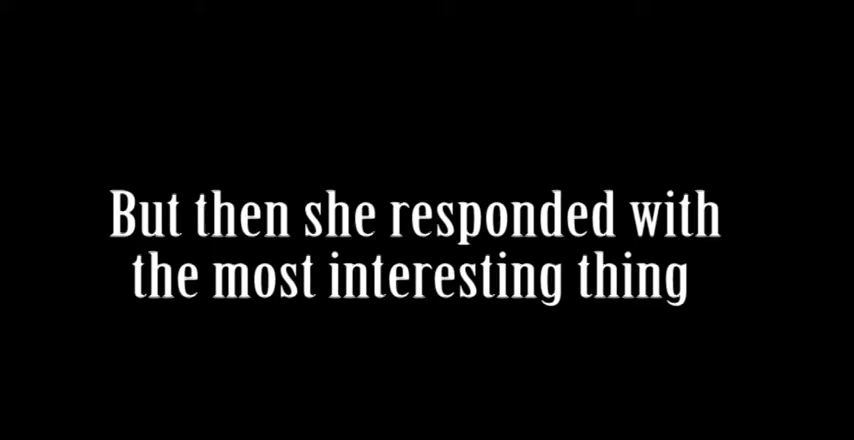 But then she responded with
the most interesting thing